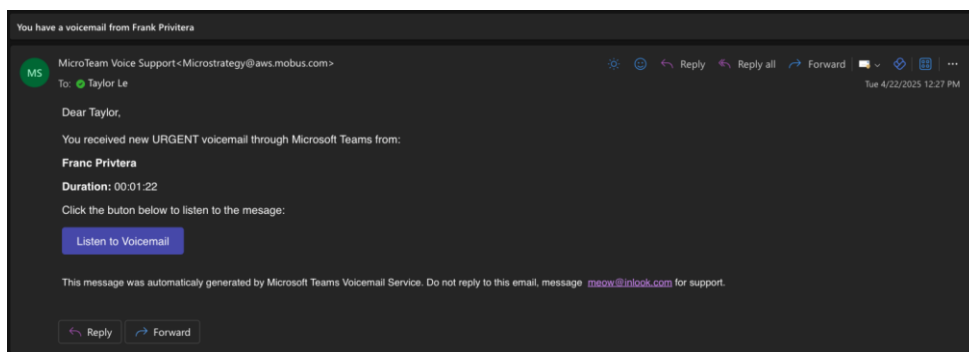 You have a voicemail from Frank Privitera
MS
MicroTeam Voice Support<Microstrategy@aws.mobus.com>
Reply Reply all Forward
To: Taylor Le
Tue 4/22/2025 12:27 PM
Dear Taylor,
You received new URGENT voicemail through Microsoft Teams from:
Franc Privtera
Duration: 00:01:22
Click the buton below to listen to the mesage:
Listen to Voicemail
This message was automaticaly generated by Microsoft Teams Voicemail Service. Do not reply to this email, message meow@inlook.com for support.
Reply Forward